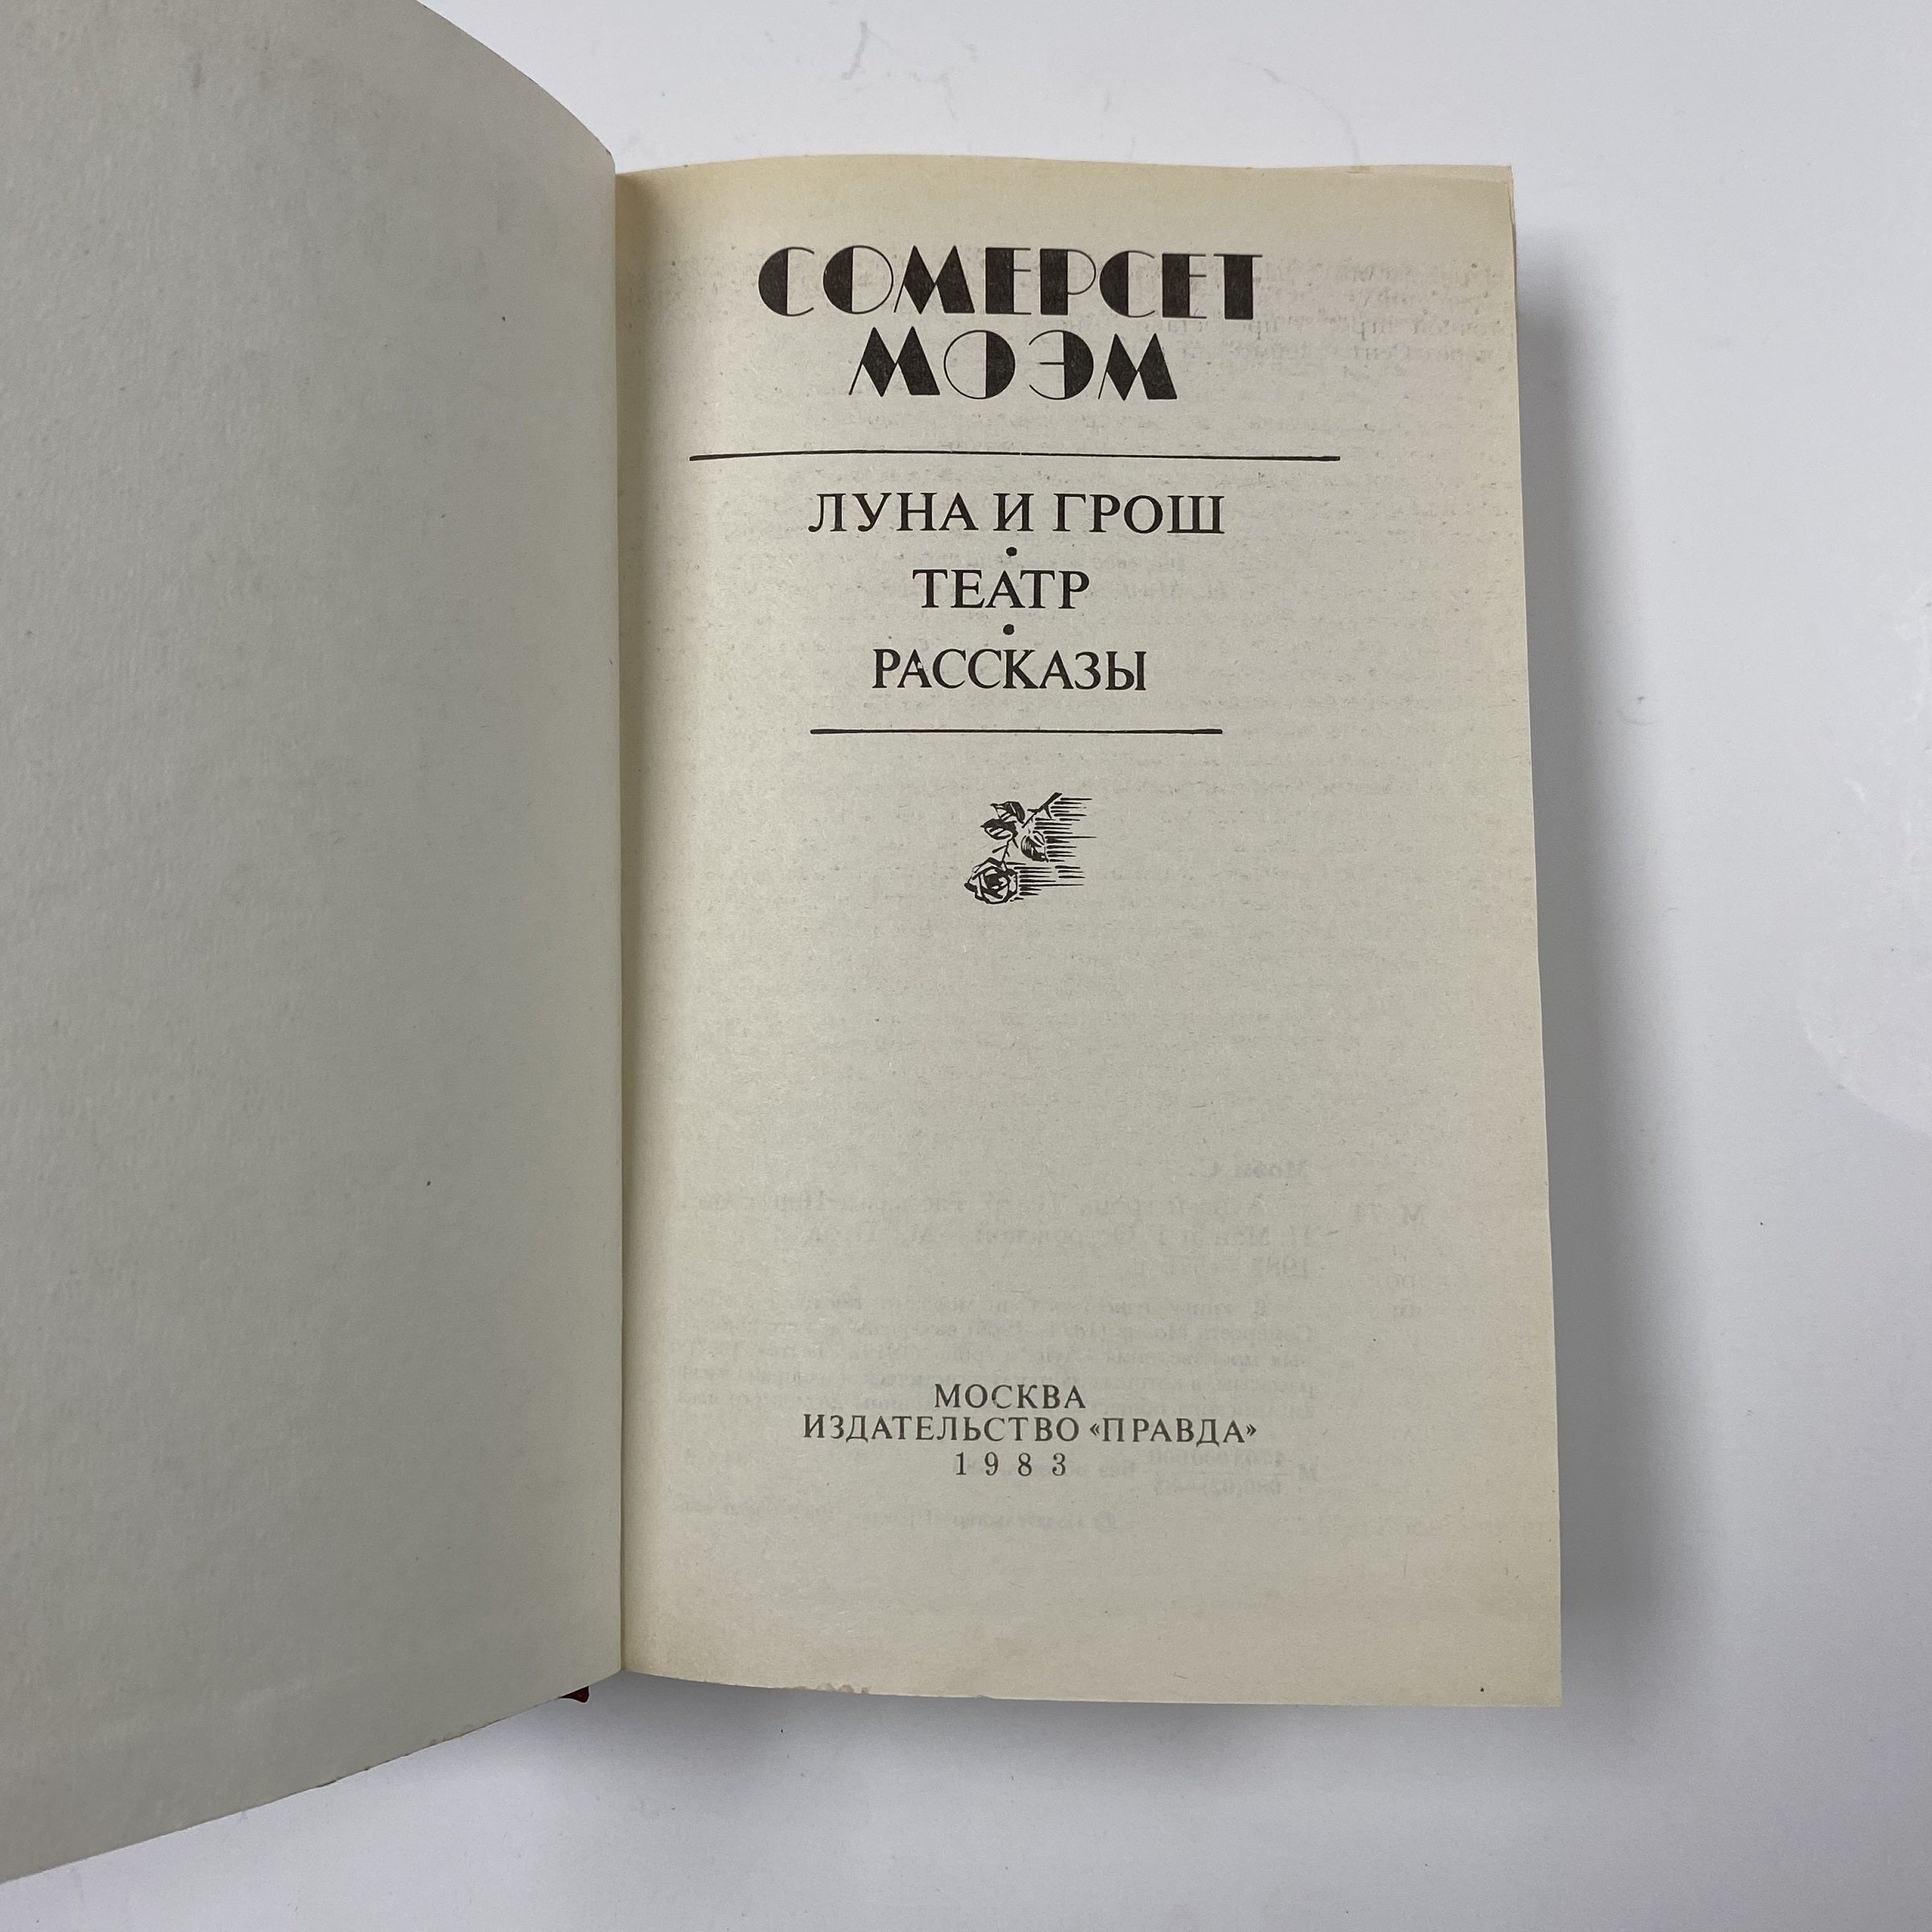 СОМЕРСЕТ
МОЭМ
ЛУНА И ГРОШ
•
ТЕАТР
•
РАССКАЗЫ
МОСКВА
ИЗДАТЕЛЬСТВО «ПРАВДА»
1983